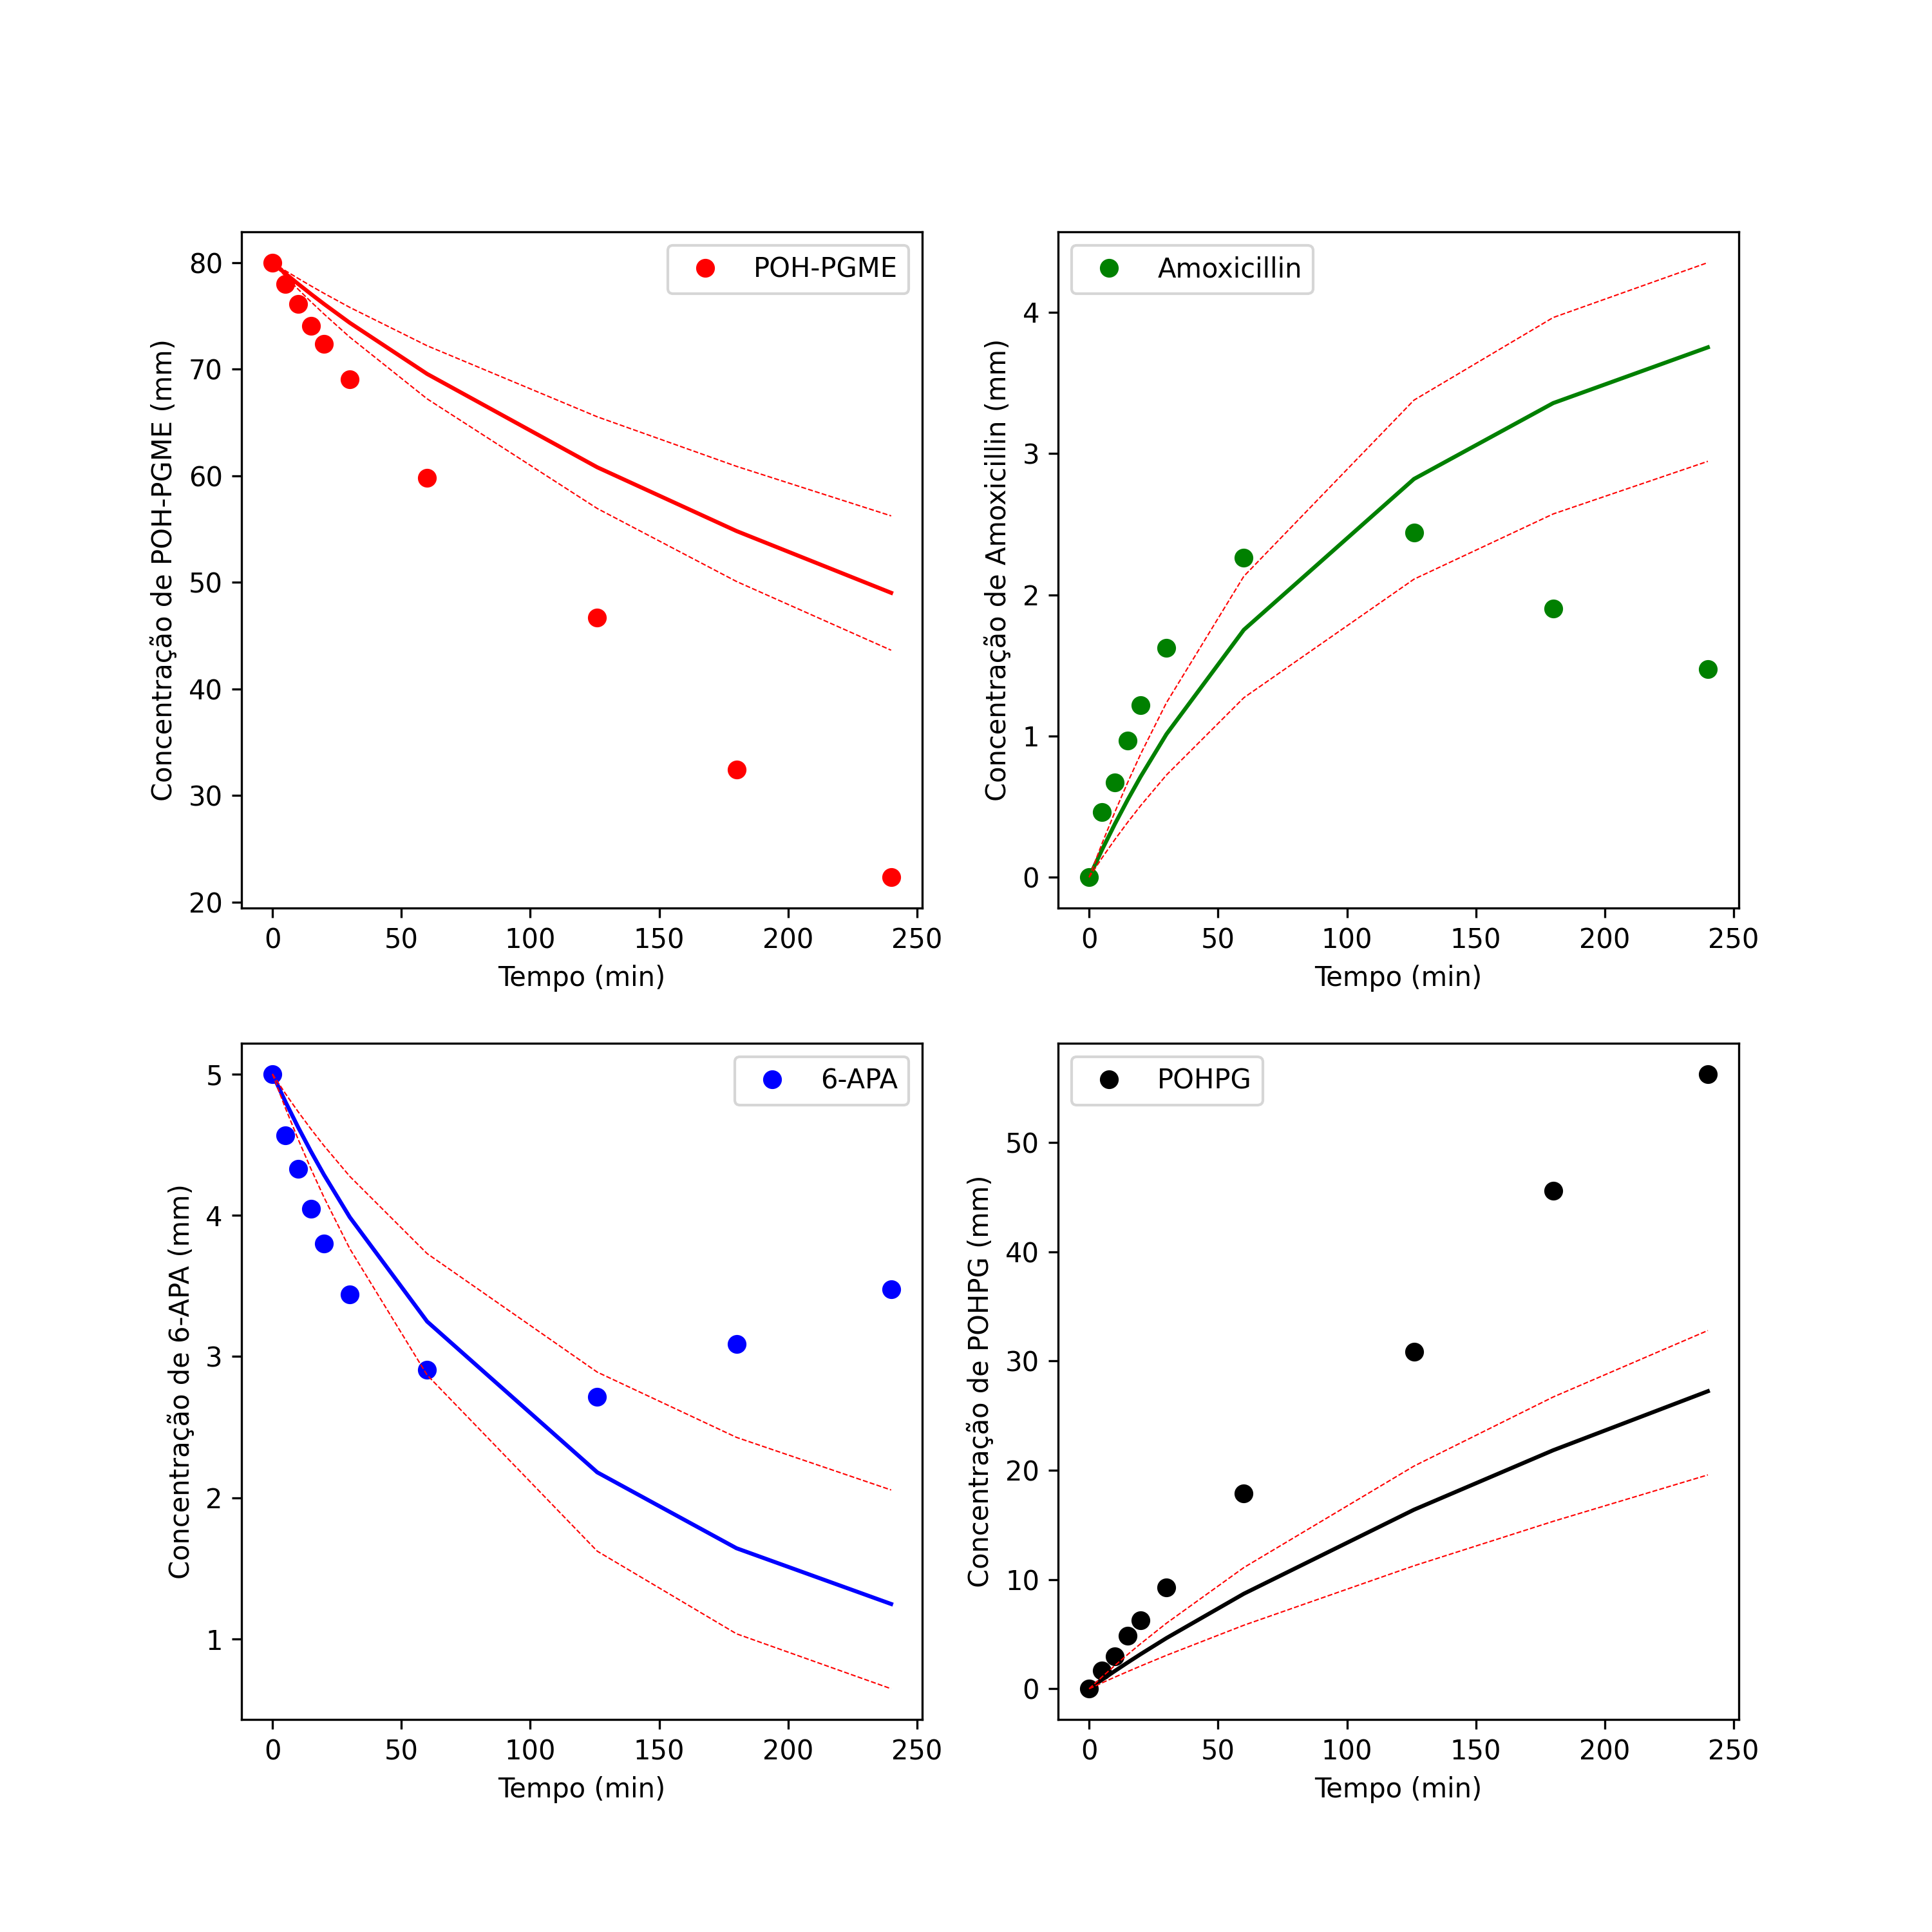 POH-PGME
Concentração de POH-PGME (mm)
80
70
60
50
40
30
20
0 50 100 150 200 250
Tempo (min)
Amoxicillin
Concentração de Amoxicillin (mm)
4
3
2
1
0
0 50 100 150 200 250
Tempo (min)
6-APA
Concentração de 6-APA (mm)
5
4
3
2
1
0 50 100 150 200 250
Tempo (min)
POHPG
Concentração de POHPG (mm)
50
40
30
20
10
0
0 50 100 150 200 250
Tempo (min)